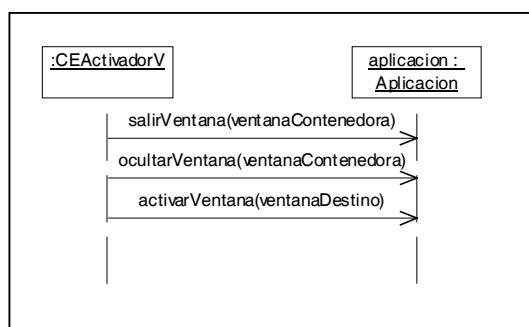 :CEActivadorV
aplicacion :
Aplicacion
salirVentana(ventanaContenedora)
ocultarVentana(ventanaContenedora)
activarVentana(ventanaDestino)